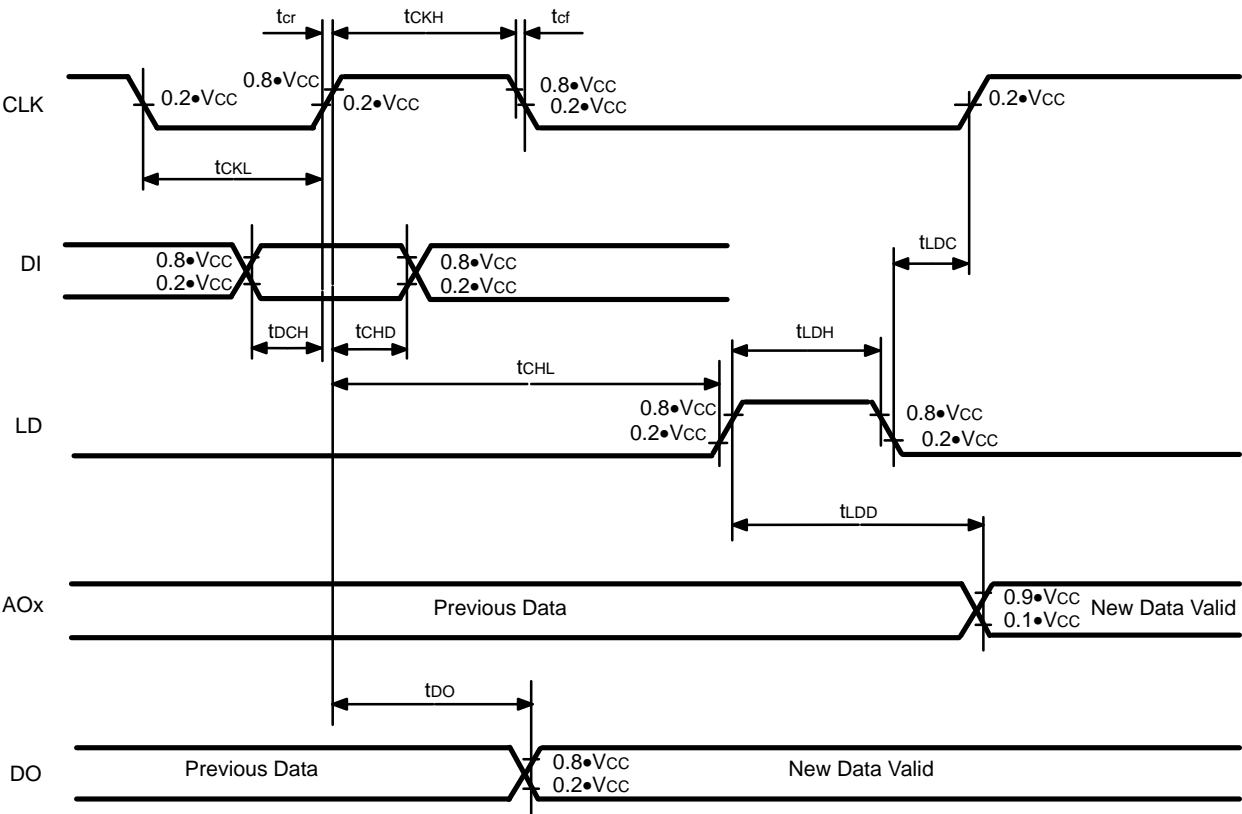 tcr
tCKH
tcf
CLK
0.2•VCC
0.8•VCC
0.2•VCC
0.8•VCC
0.2•VCC
0.2•VCC
tCKL
DI
0.8•VCC
0.2•VCC
0.8•VCC
0.2•VCC
tLDC
tDCH
tCHD
tLDH
tCHL
LD
0.8•VCC
0.2•VCC
0.8•VCC
0.2•VCC
tLDD
AOx
Previous Data
0.9•VCC
0.1•VCC
New Data Valid
tDO
DO
Previous Data
0.8•VCC
0.2•VCC
New Data Valid